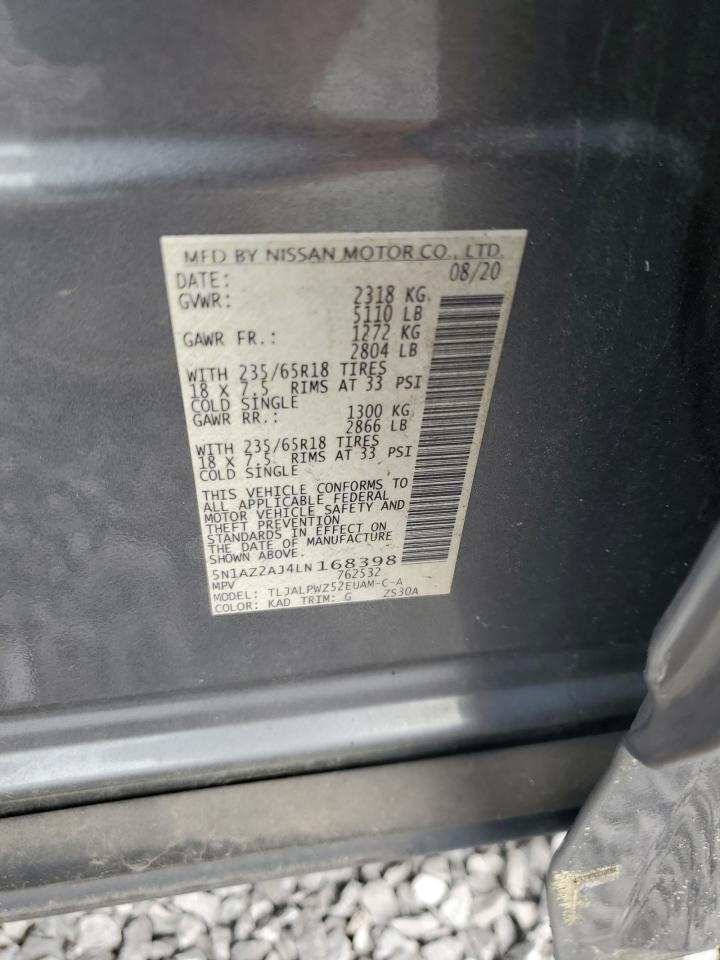 MFD BY NISSAN MOTOR CO., LTD.
DATE: 08/20
GVWR: 2318 KG
5110 LB
GAWR FR.: 1272 KG
2804 LB
WITH 235/65R18 TIRES
18 X 7.5 RIMS AT 33 PSI
COLD SINGLE
GAWR RR.: 1300 KG
2866 LB
WITH 235/65R18 TIRES
18 X 7.5 RIMS AT 33 PSI
COLD SINGLE
THIS VEHICLE CONFORMS TO
ALL APPLICABLE FEDERAL
MOTOR VEHICLE SAFETY AND
THEFT PREVENTION
STANDARDS IN EFFECT ON
THE DATE OF MANUFACTURE
SHOWN ABOVE.
5N1AZ2AJ4LN168398
MPV 762532
MODEL: TLJALPWZ52EUAM-C-A
COLOR: KAD TRIM: G ZS30A